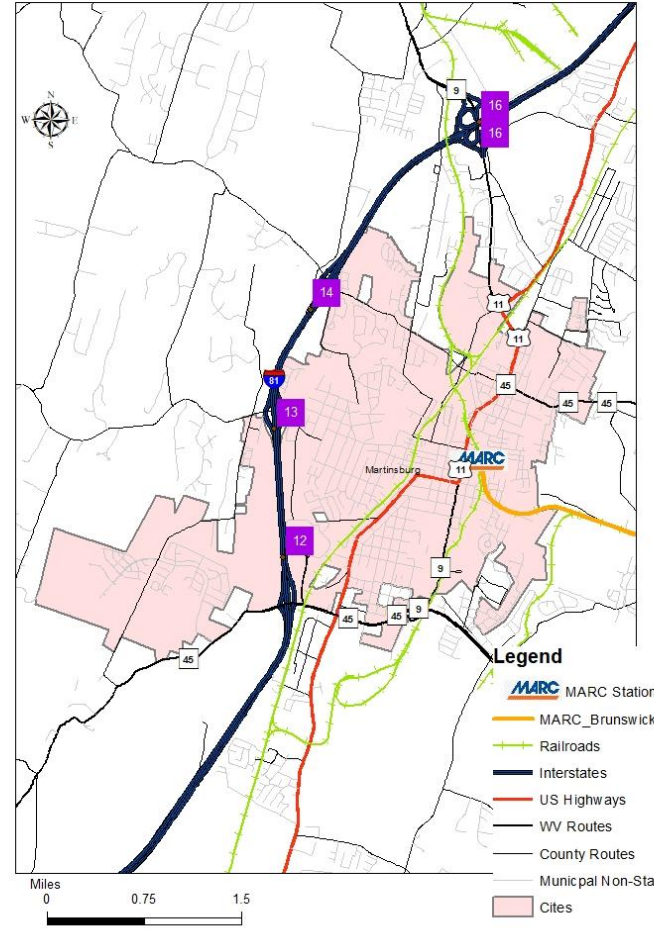 N
W E
S
9
16
16
14
11
11
81
45
45
45
13
MARC
11
Martinsburg
12
9
9
45
45
45
Legend
MARC MARC Station
MARC_Brunswick
Railroads
Interstates
US Highways
WV Routes
County Routes
Municpal Non-Sta
Cites
Miles
0 0.75 1.5